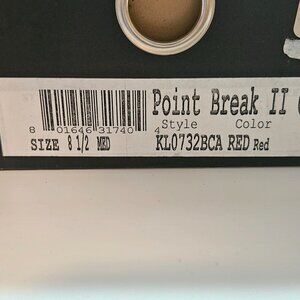 Point Break II
Style Color
8 01646 31740 4
SIZE 8 1/2 MED KL0732BCA RED Red